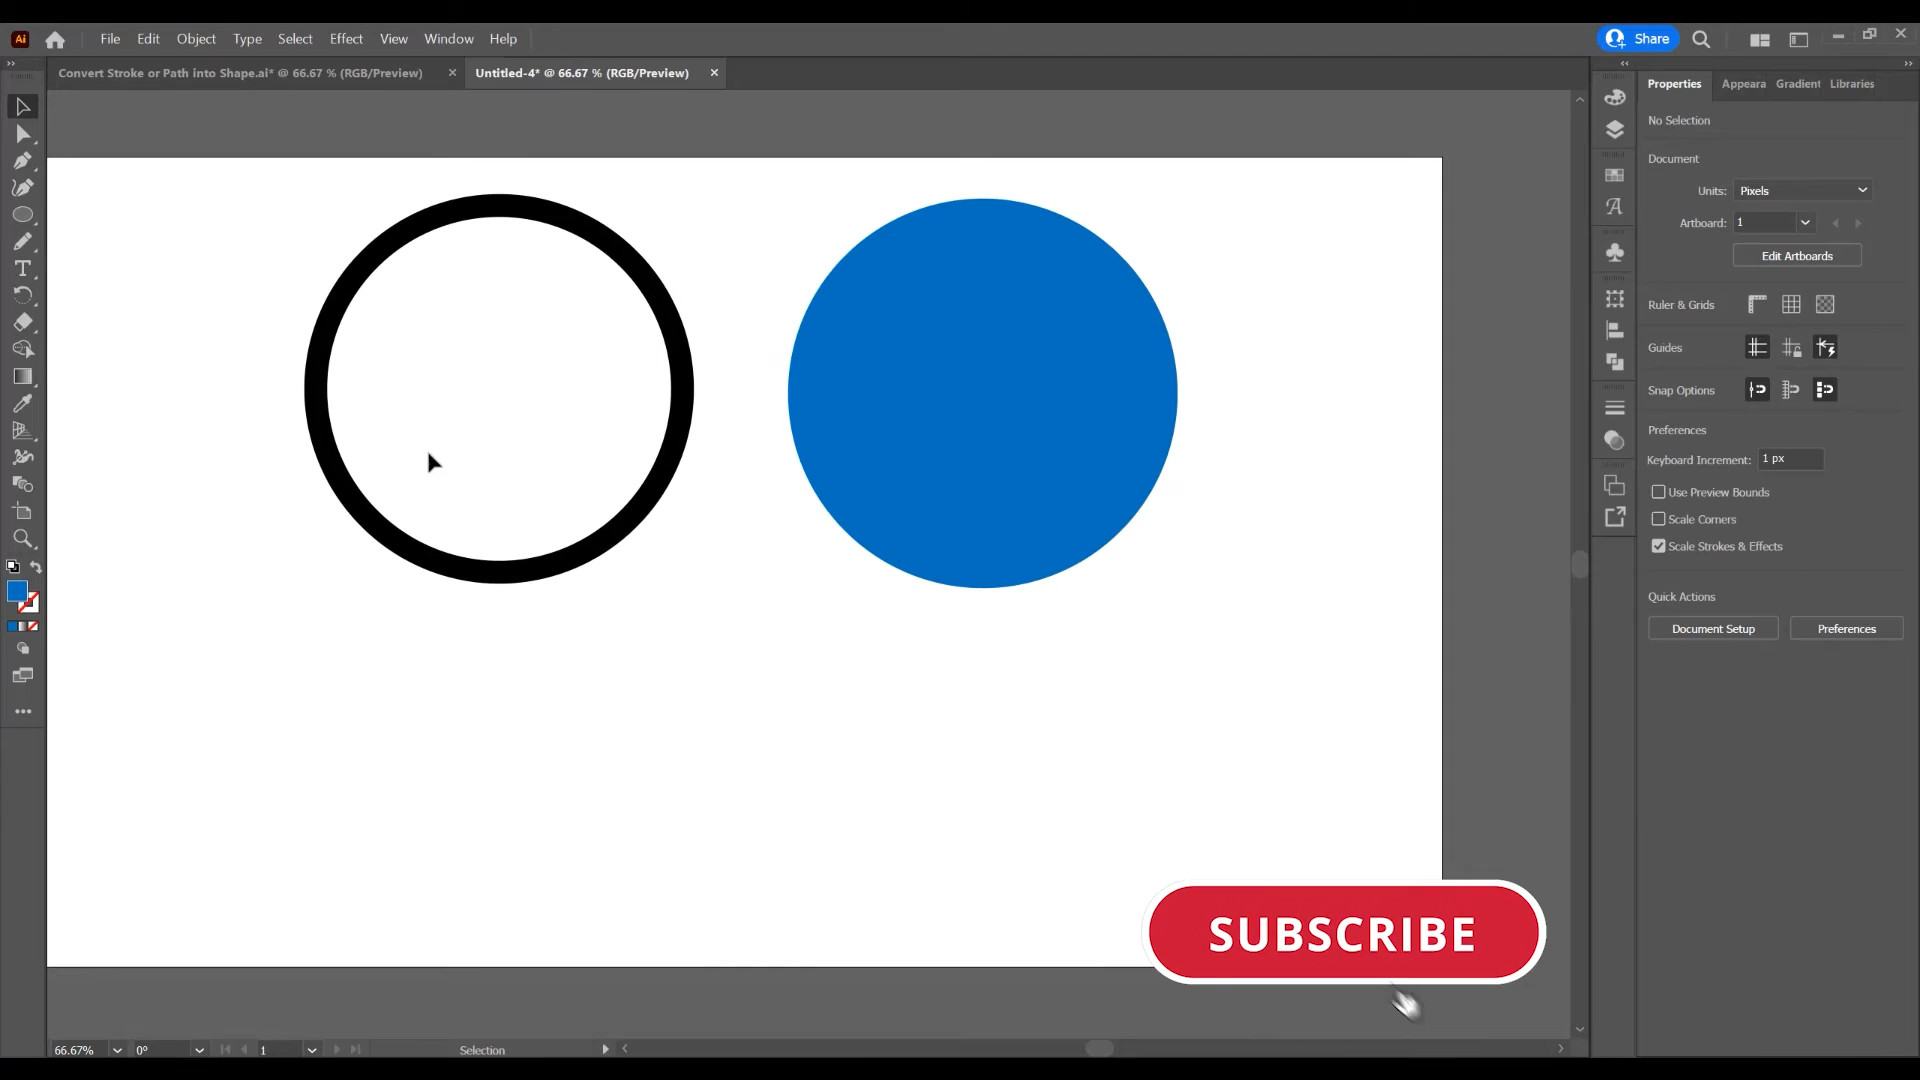 Ai File Edit Object Type Select Effect View Window Help Share
Convert Stroke or Path into Shape.ai* @ 66.67 % (RGB/Preview) Untitled-4* @ 66.67 % (RGB/Preview)
Properties Appeara Gradient Libraries
No Selection
Document
Units: Pixels
Artboard: 1
Edit Artboards
Ruler & Grids
Guides
Snap Options
Preferences
Keyboard Increment: 1 px
Use Preview Bounds
Scale Corners
Scale Strokes & Effects
Quick Actions
Document Setup Preferences
SUBSCRIBE
66.67% 0° 1 Selection